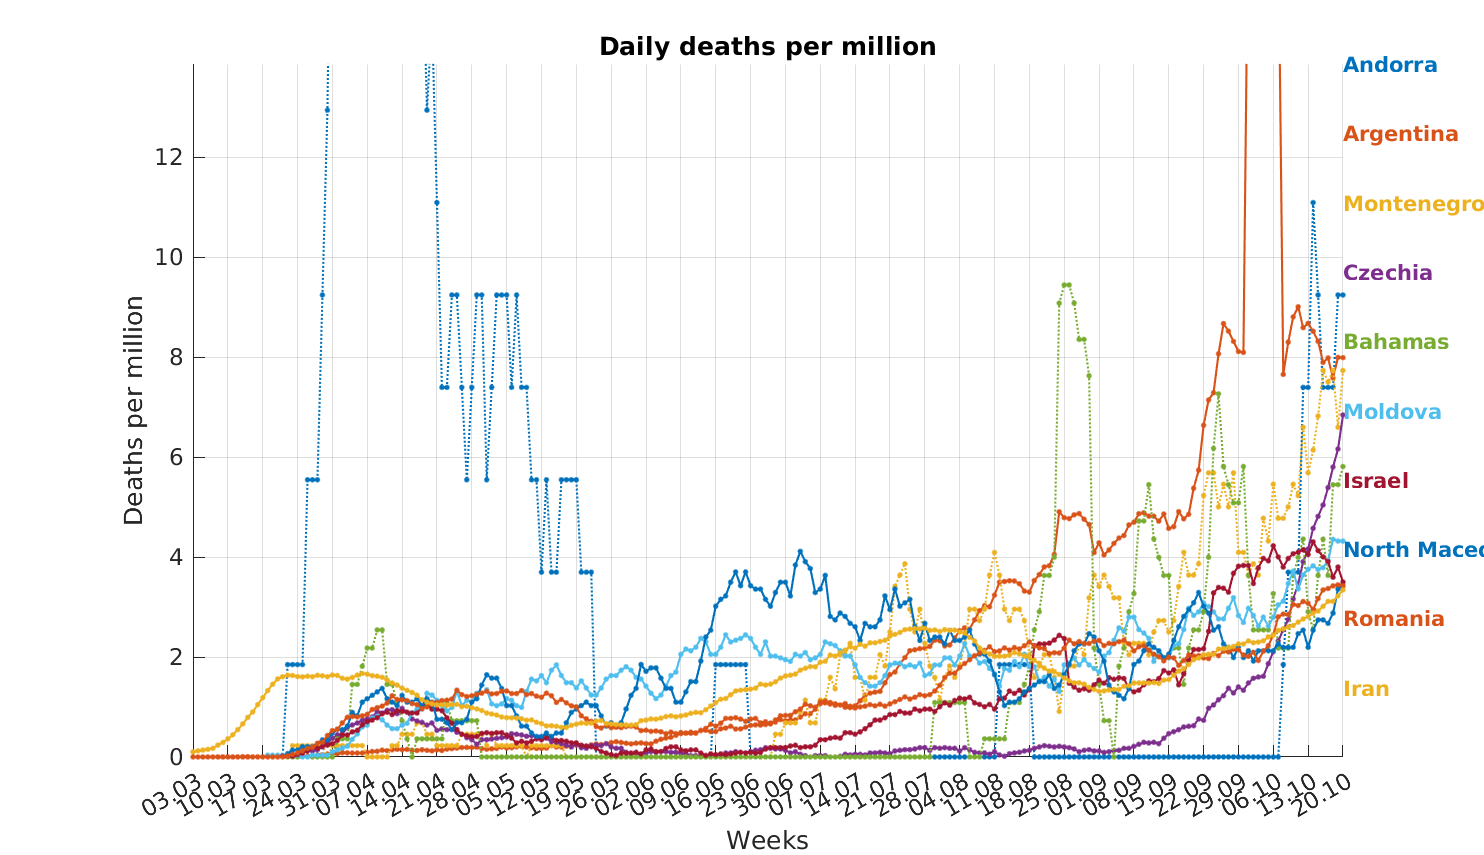 Daily deaths per million
Andorra
Argentina
Montenegro
Czechia
Bahamas
Moldova
Israel
North Maced
Romania
Iran
Deaths per million
12
10
8
6
4
2
0
03.03 10.03 17.03 24.03 31.03 07.04 14.04 21.04 28.04 05.05 12.05 19.05 26.05 02.06 09.06 16.06 23.06 30.06 07.07 14.07 21.07 28.07 04.08 11.08 18.08 25.08 01.09 08.09 15.09 22.09 29.09 06.10 13.10 20.10
Weeks